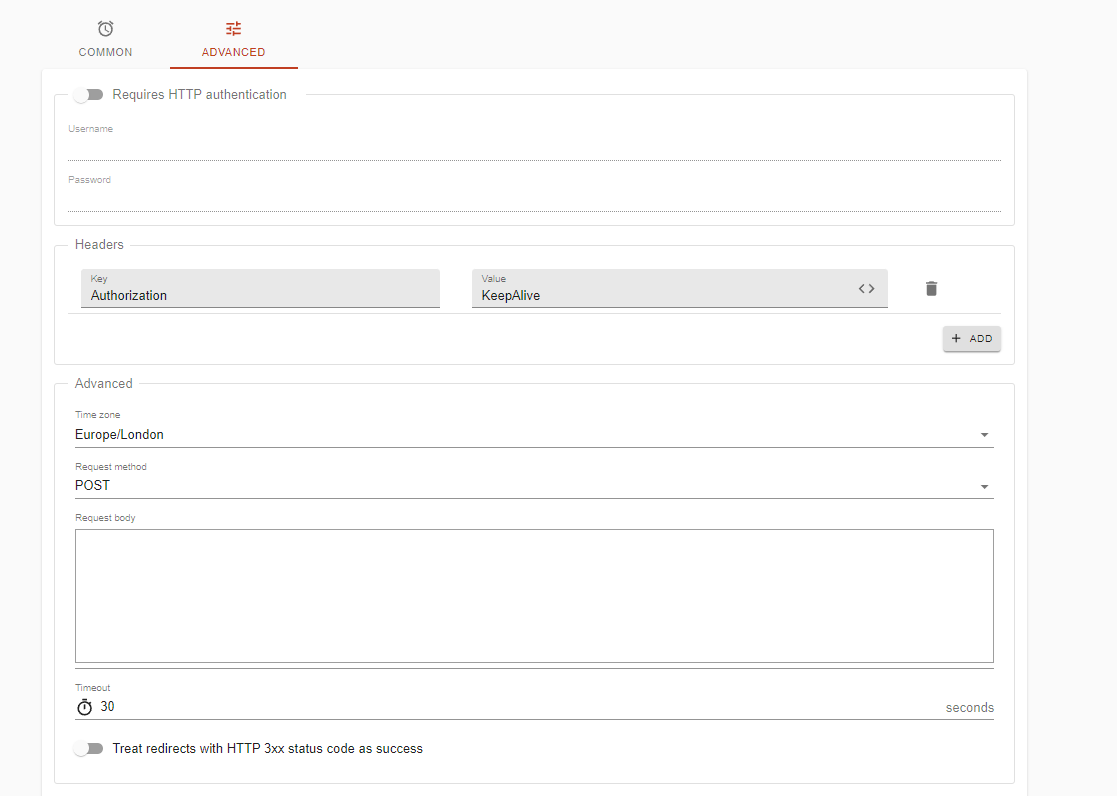 COMMON
ADVANCED
Requires HTTP authentication
Username
Password
Headers
Key
Authorization
Value
KeepAlive
ADD
Advanced
Time zone
Europe/London
Request method
POST
Request body
Timeout
30
seconds
Treat redirects with HTTP 3xx status code as success